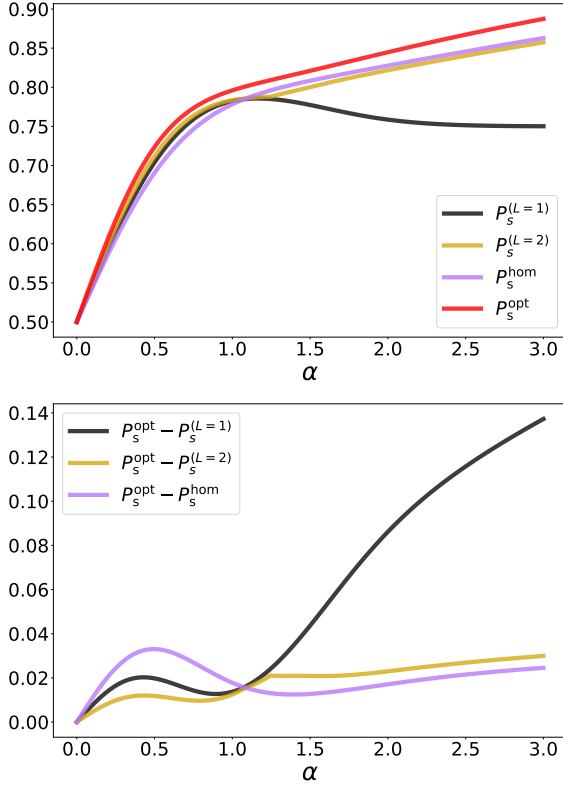 0.90
0.85
0.80
0.75
0.70
0.65
0.60
0.55
0.50
P_s^{(L=1)}
P_s^{(L=2)}
P_s^{hom}
P_s^{opt}
0.0 0.5 1.0 1.5 2.0 2.5 3.0
α
0.14
0.12
0.10
0.08
0.06
0.04
0.02
0.00
P_s^{opt} − P_s^{(L=1)}
P_s^{opt} − P_s^{(L=2)}
P_s^{opt} − P_s^{hom}
0.0 0.5 1.0 1.5 2.0 2.5 3.0
α